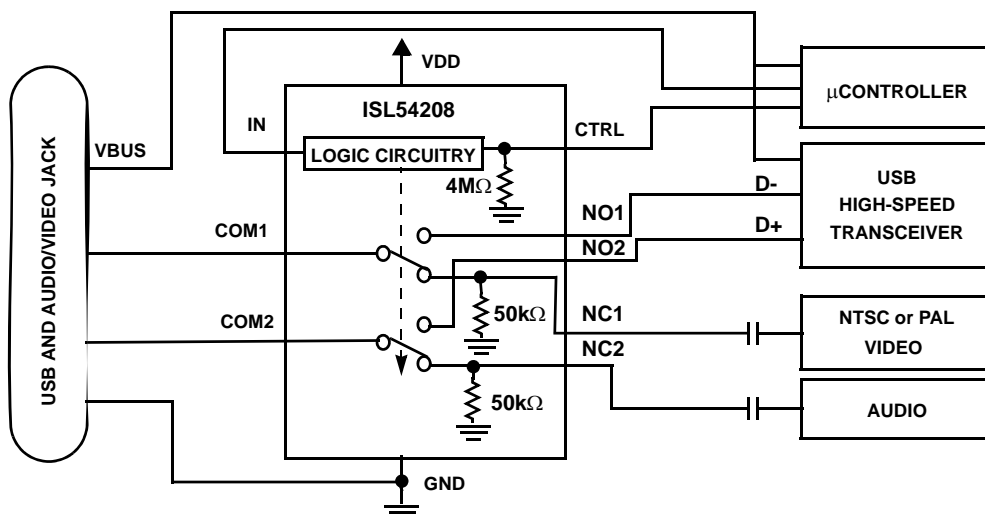 USB AND AUDIO/VIDEO JACK
VBUS
COM1
COM2
IN
VDD
ISL54208
LOGIC CIRCUITRY
4MΩ
50kΩ
50kΩ
GND
CTRL
NO1
NO2
NC1
NC2
D-
D+
μCONTROLLER
USB
HIGH-SPEED
TRANSCEIVER
NTSC or PAL
VIDEO
AUDIO